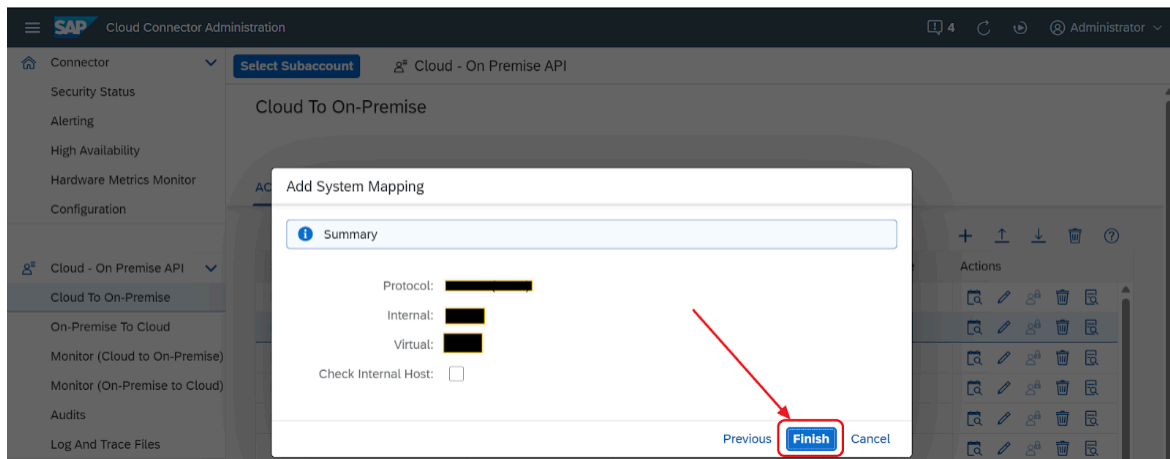 SAP Cloud Connector Administration
4
Administrator
Connector
Security Status
Alerting
High Availability
Hardware Metrics Monitor
Configuration
Cloud - On Premise API
Cloud To On-Premise
On-Premise To Cloud
Monitor (Cloud to On-Premise)
Monitor (On-Premise to Cloud)
Audits
Log And Trace Files
Select Subaccount
Cloud - On Premise API
Cloud To On-Premise
AC
Actions
Add System Mapping
Summary
Protocol:
Internal:
Virtual:
Check Internal Host:
Previous Finish Cancel